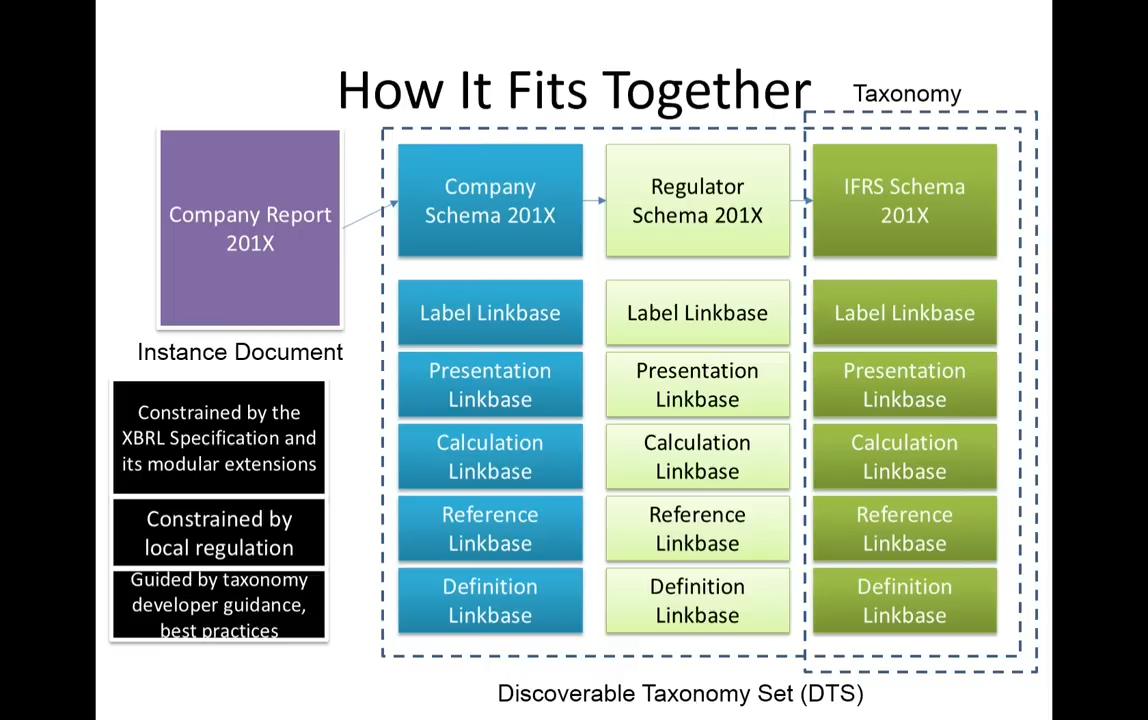 How It Fits Together
Taxonomy
Company Report
201X
Company
Schema 201X
Regulator
Schema 201X
IFRS Schema
201X
Instance Document
Label Linkbase
Label Linkbase
Label Linkbase
Presentation
Linkbase
Presentation
Linkbase
Presentation
Linkbase
Constrained by the
XBRL Specification and
its modular extensions
Calculation
Linkbase
Calculation
Linkbase
Calculation
Linkbase
Constrained by
local regulation
Reference
Linkbase
Reference
Linkbase
Reference
Linkbase
Guided by taxonomy
developer guidance,
best practices
Definition
Linkbase
Definition
Linkbase
Definition
Linkbase
Discoverable Taxonomy Set (DTS)